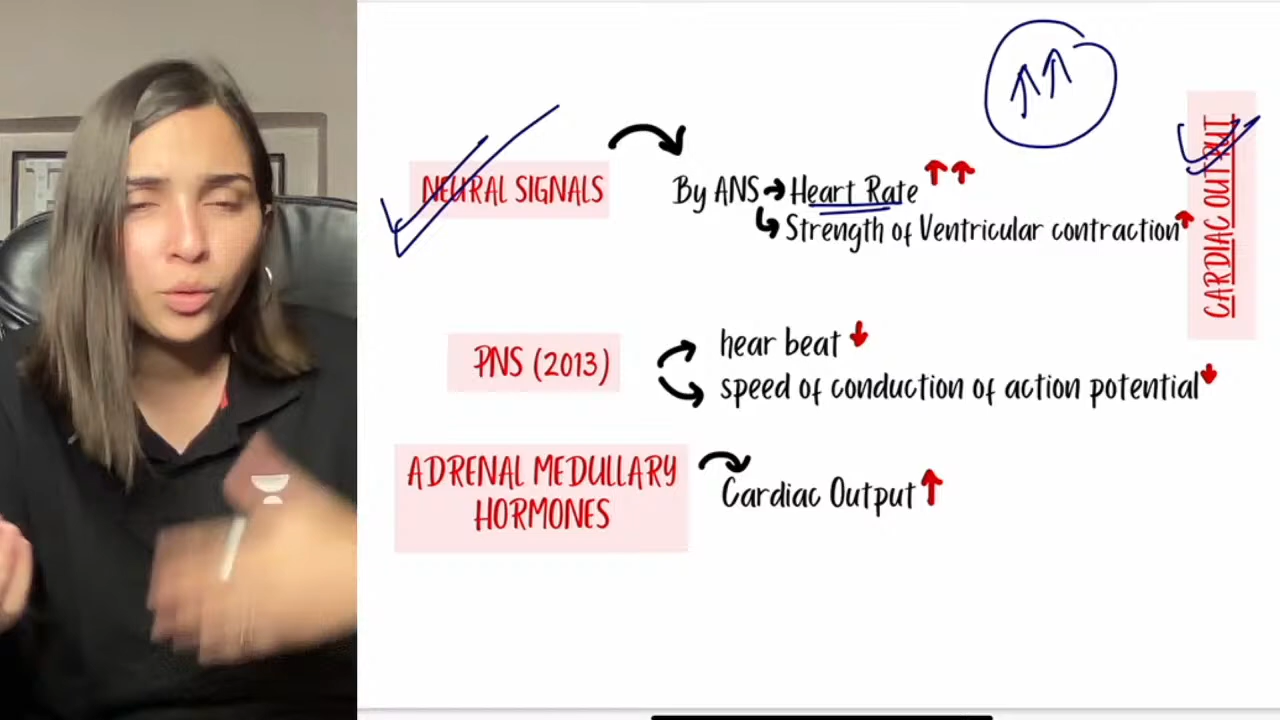 NEURAL SIGNALS
By ANS → Heart Rate ↑↑
↳ Strength of Ventricular contraction ↑
CARDIAC OUTPUT
↑↑
PNS (2013)
hear beat ↓
speed of conduction of action potential ↓
ADRENAL MEDULLARY
HORMONES
Cardiac Output ↑